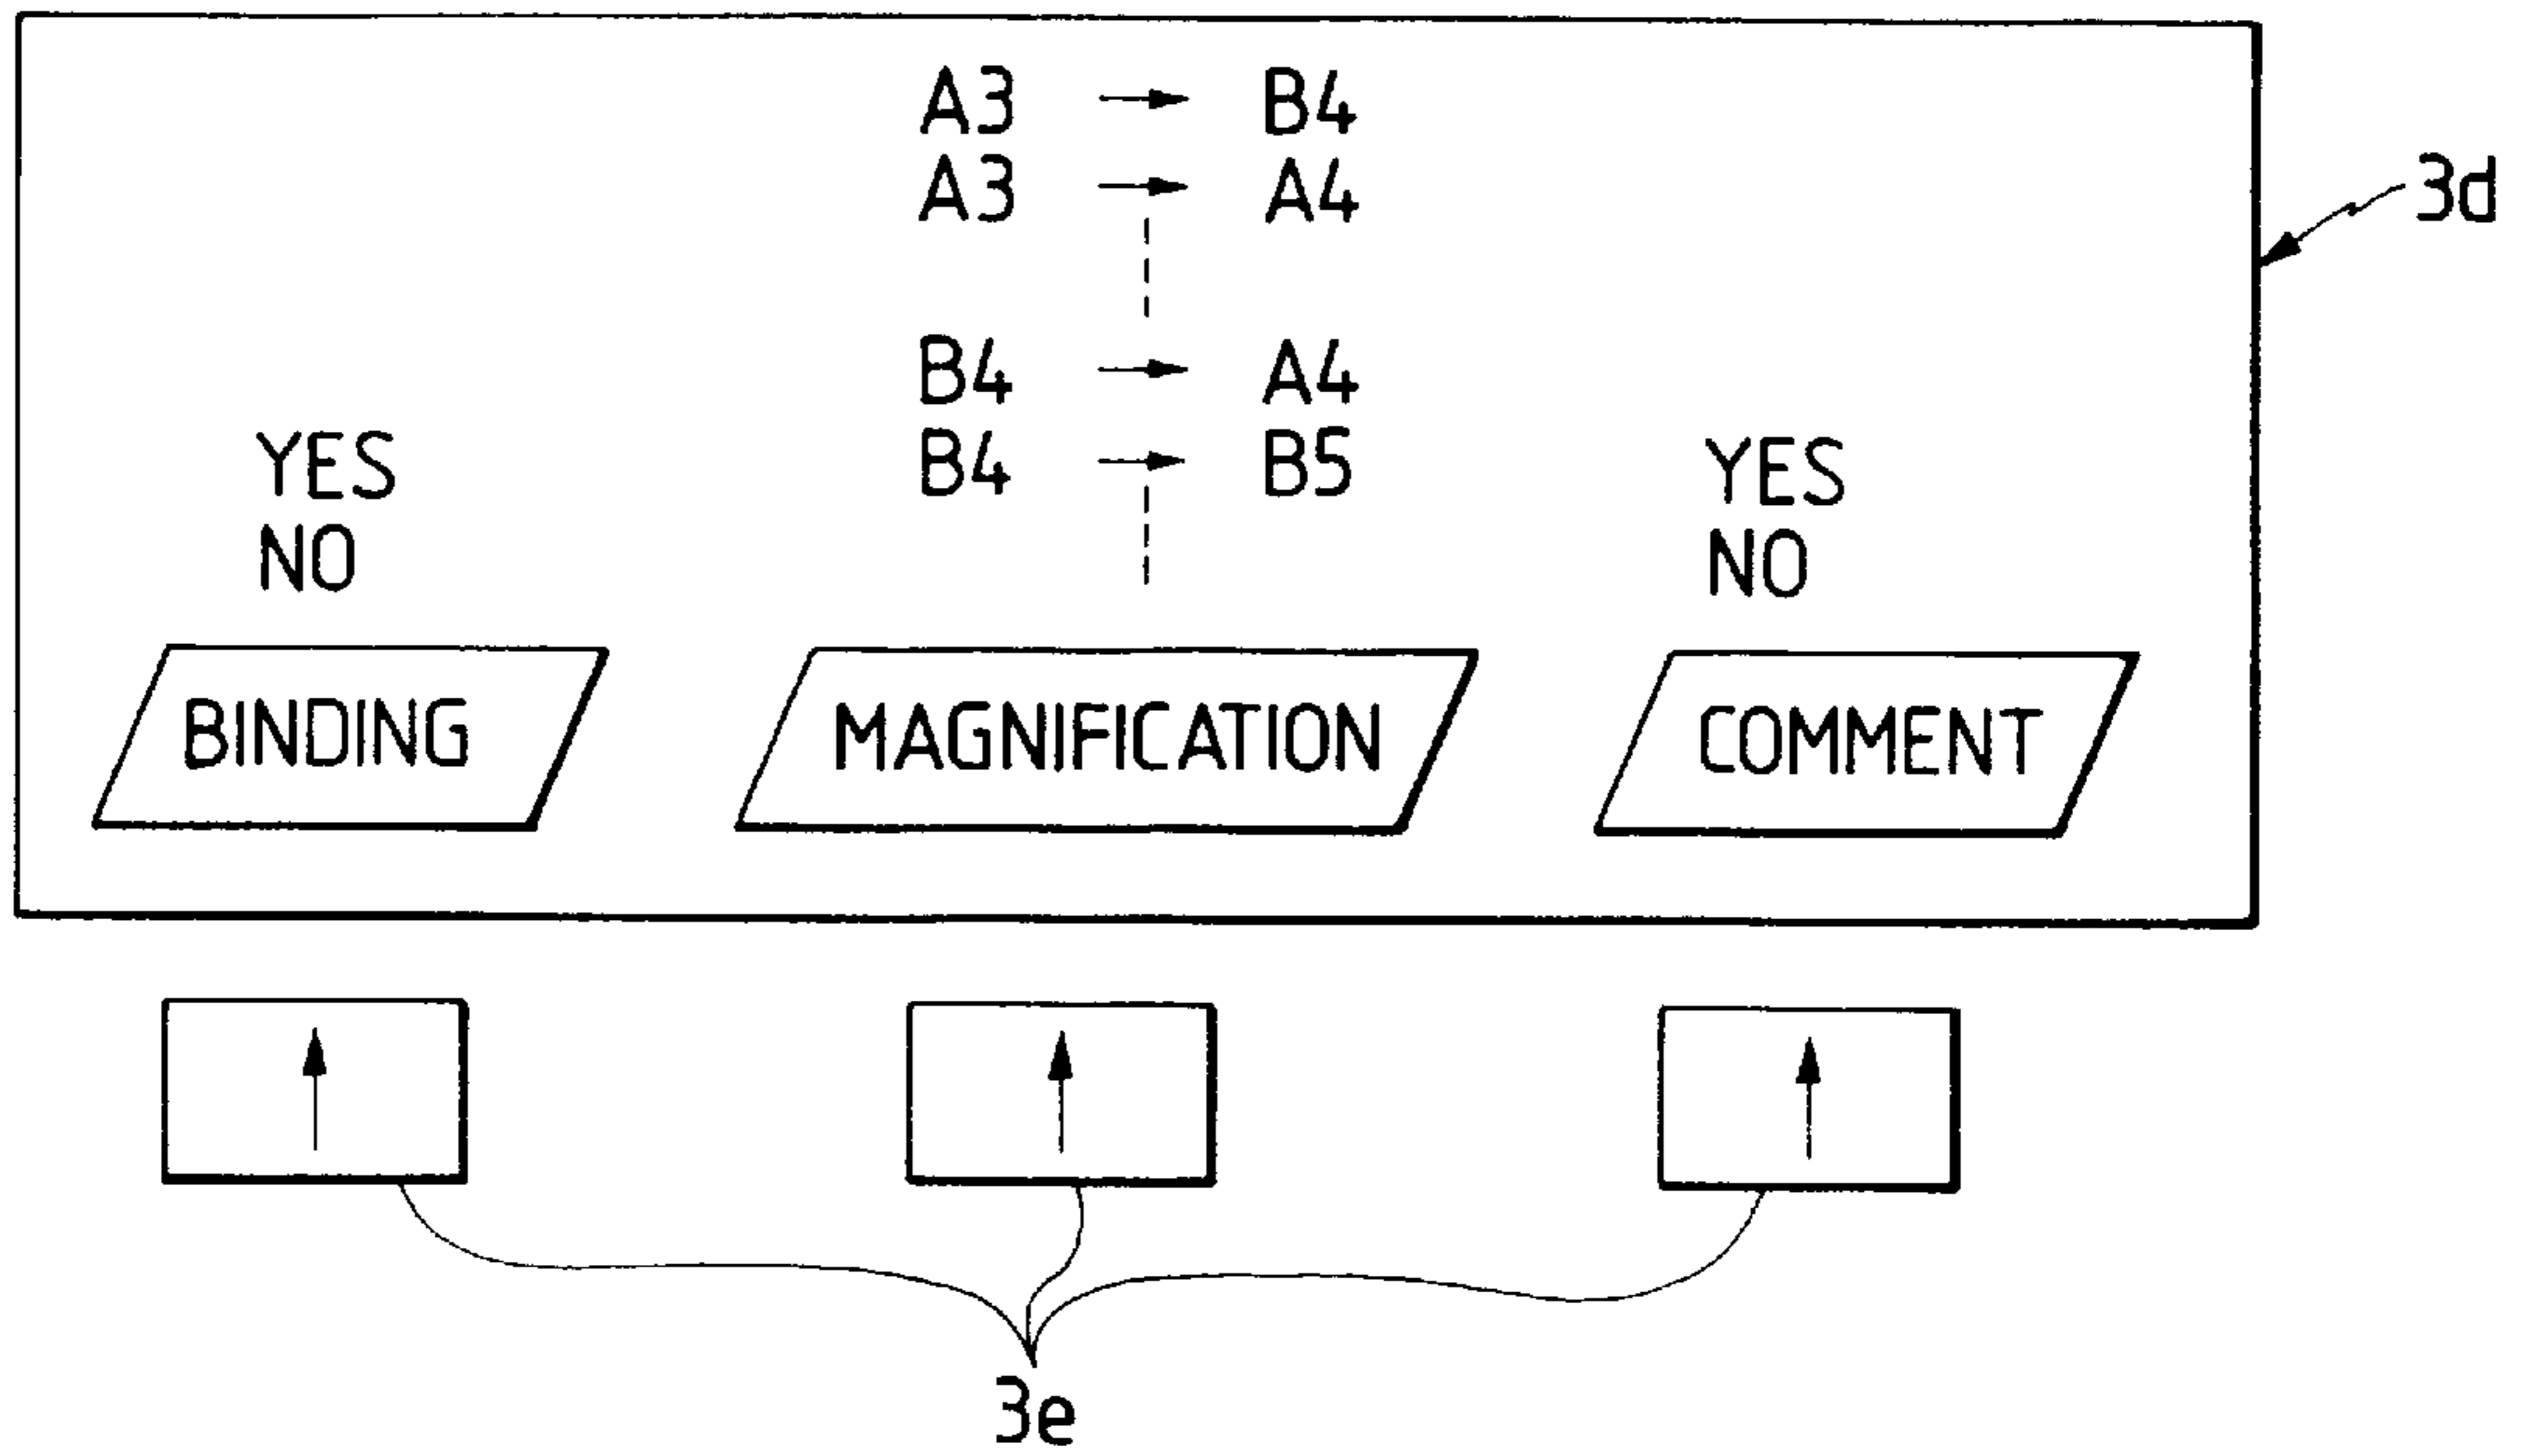 A3 → B4
A3 → A4
3d
B4 → A4
B4 → B5
YES
NO
YES
NO
BINDING
MAGNIFICATION
COMMENT
3e